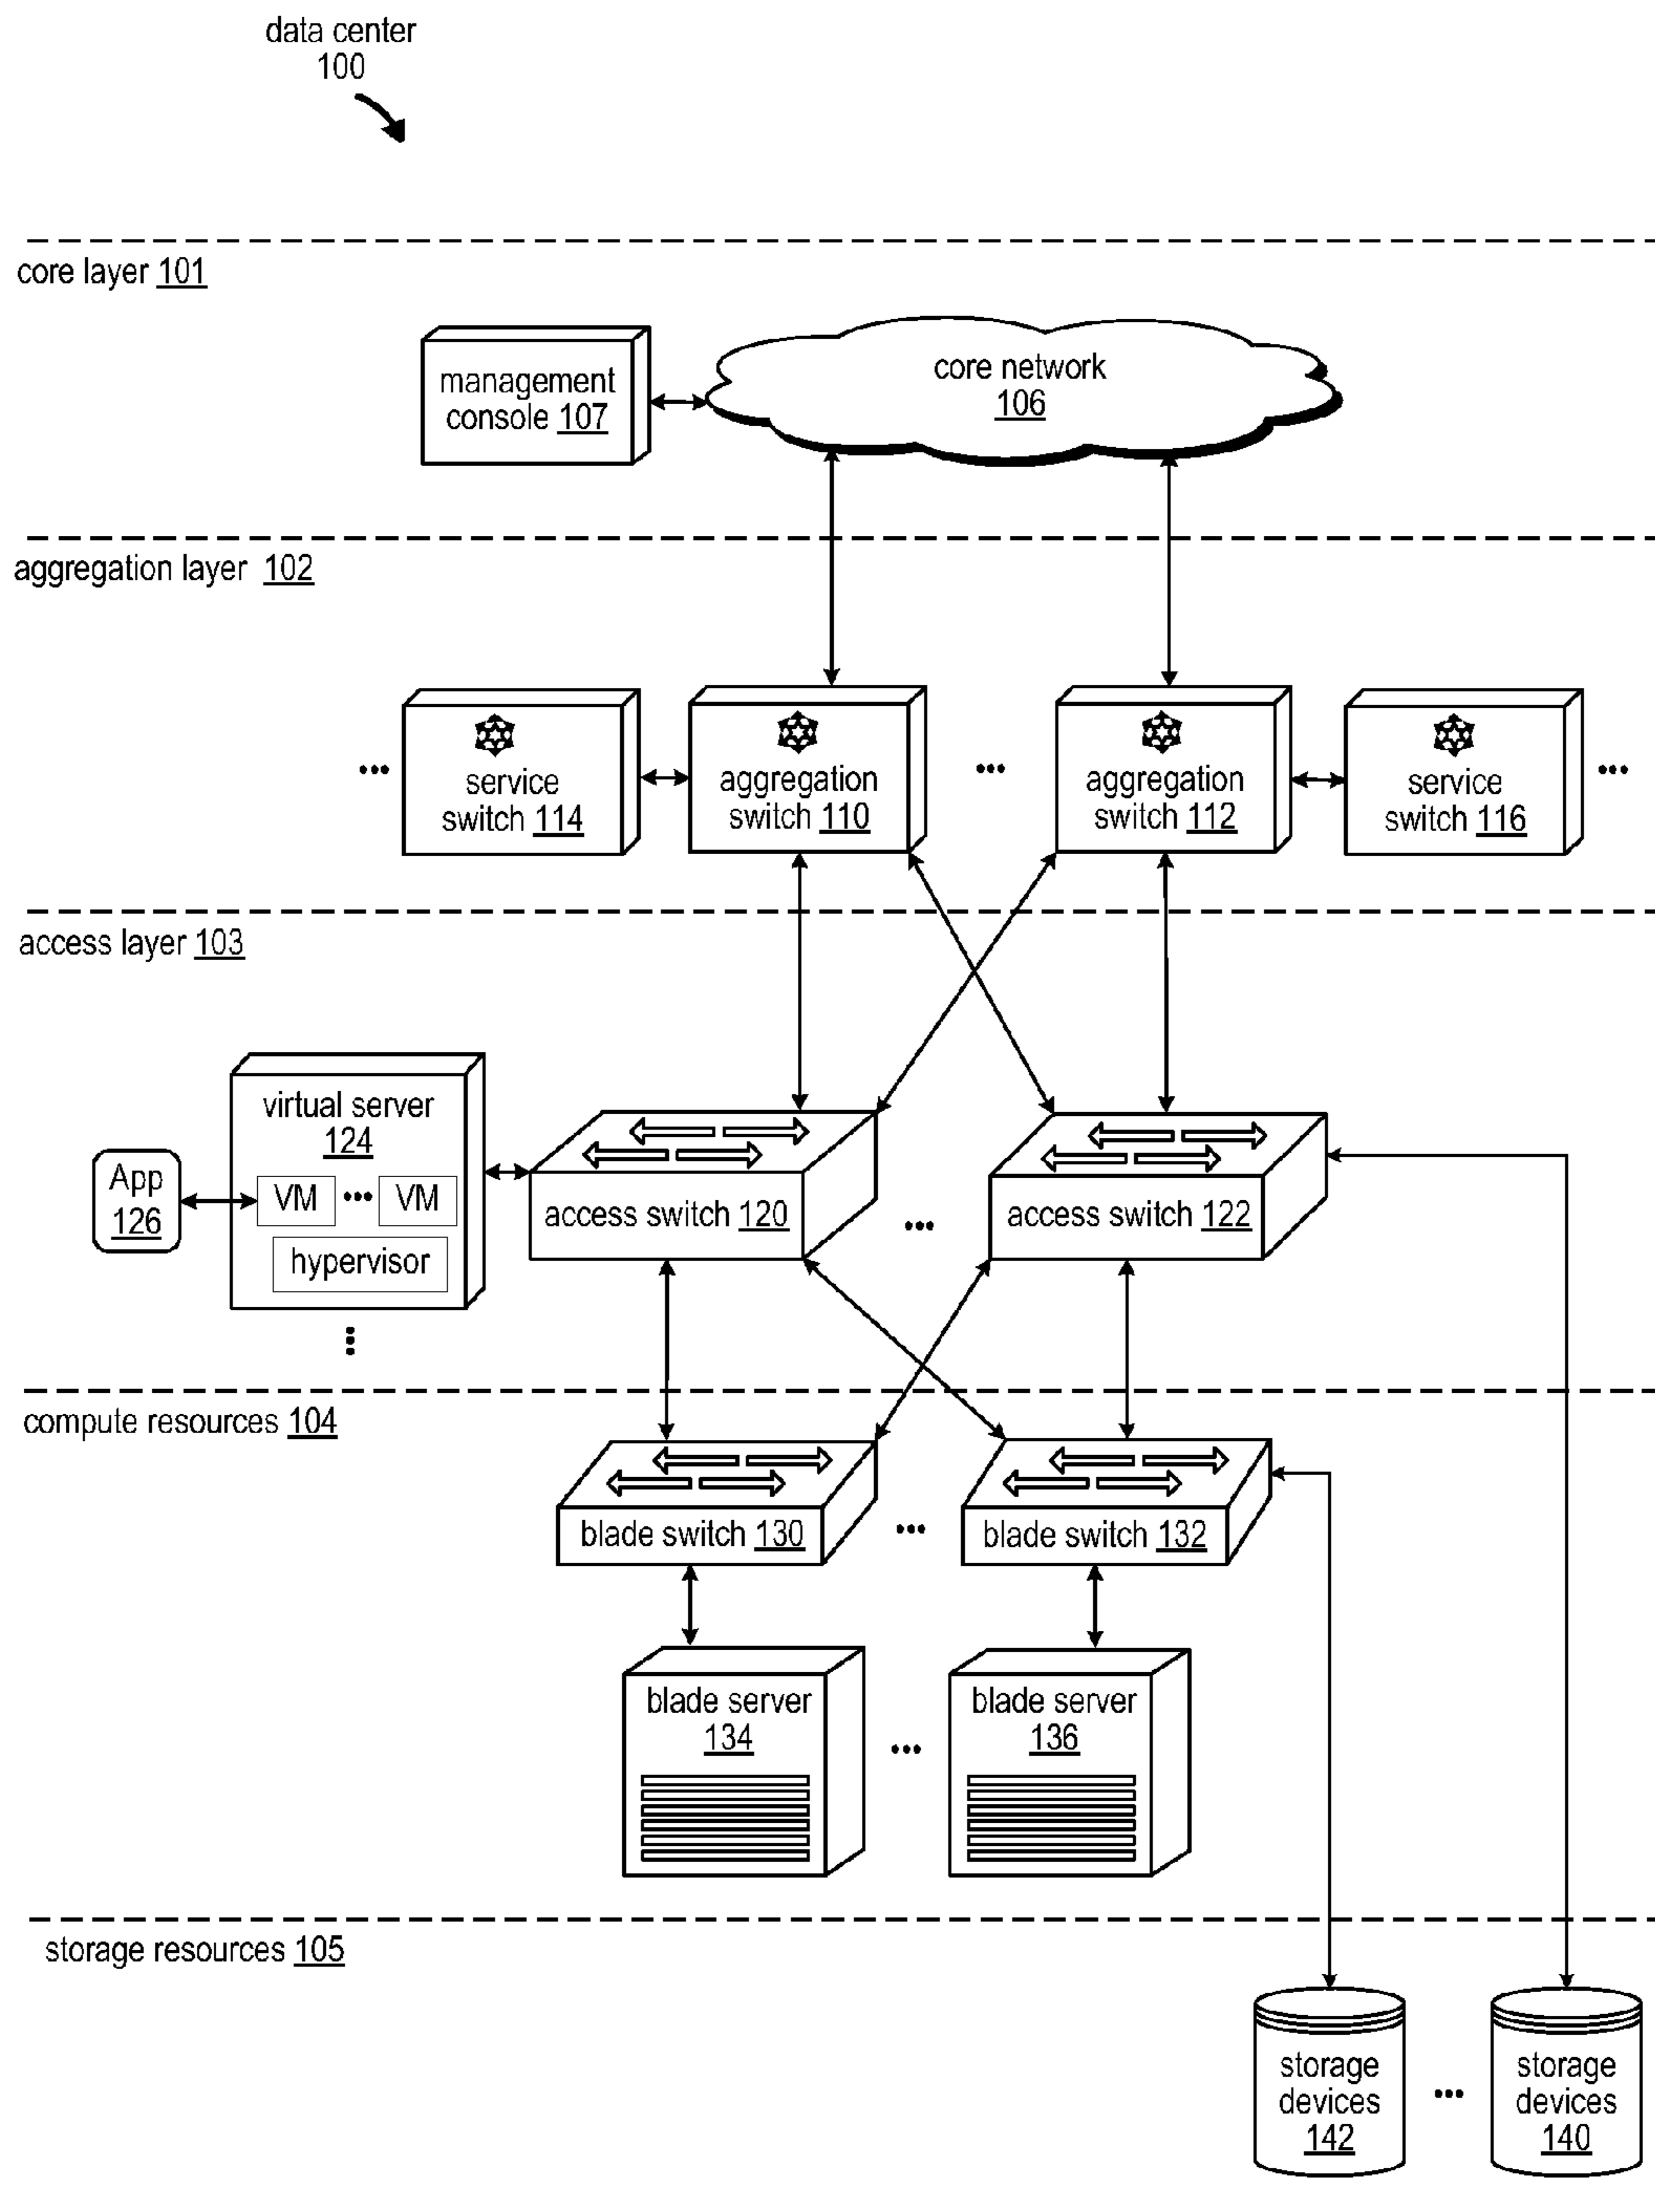 data center
100
core layer 101
management
console 107
core network
106
aggregation layer 102
service
switch 114
aggregation
switch 110
aggregation
switch 112
service
switch 116
access layer 103
virtual server
124
App
126
VM
VM
hypervisor
access switch 120
access switch 122
compute resources 104
blade switch 130
blade switch 132
blade server
134
blade server
136
storage resources 105
storage
devices
142
storage
devices
140